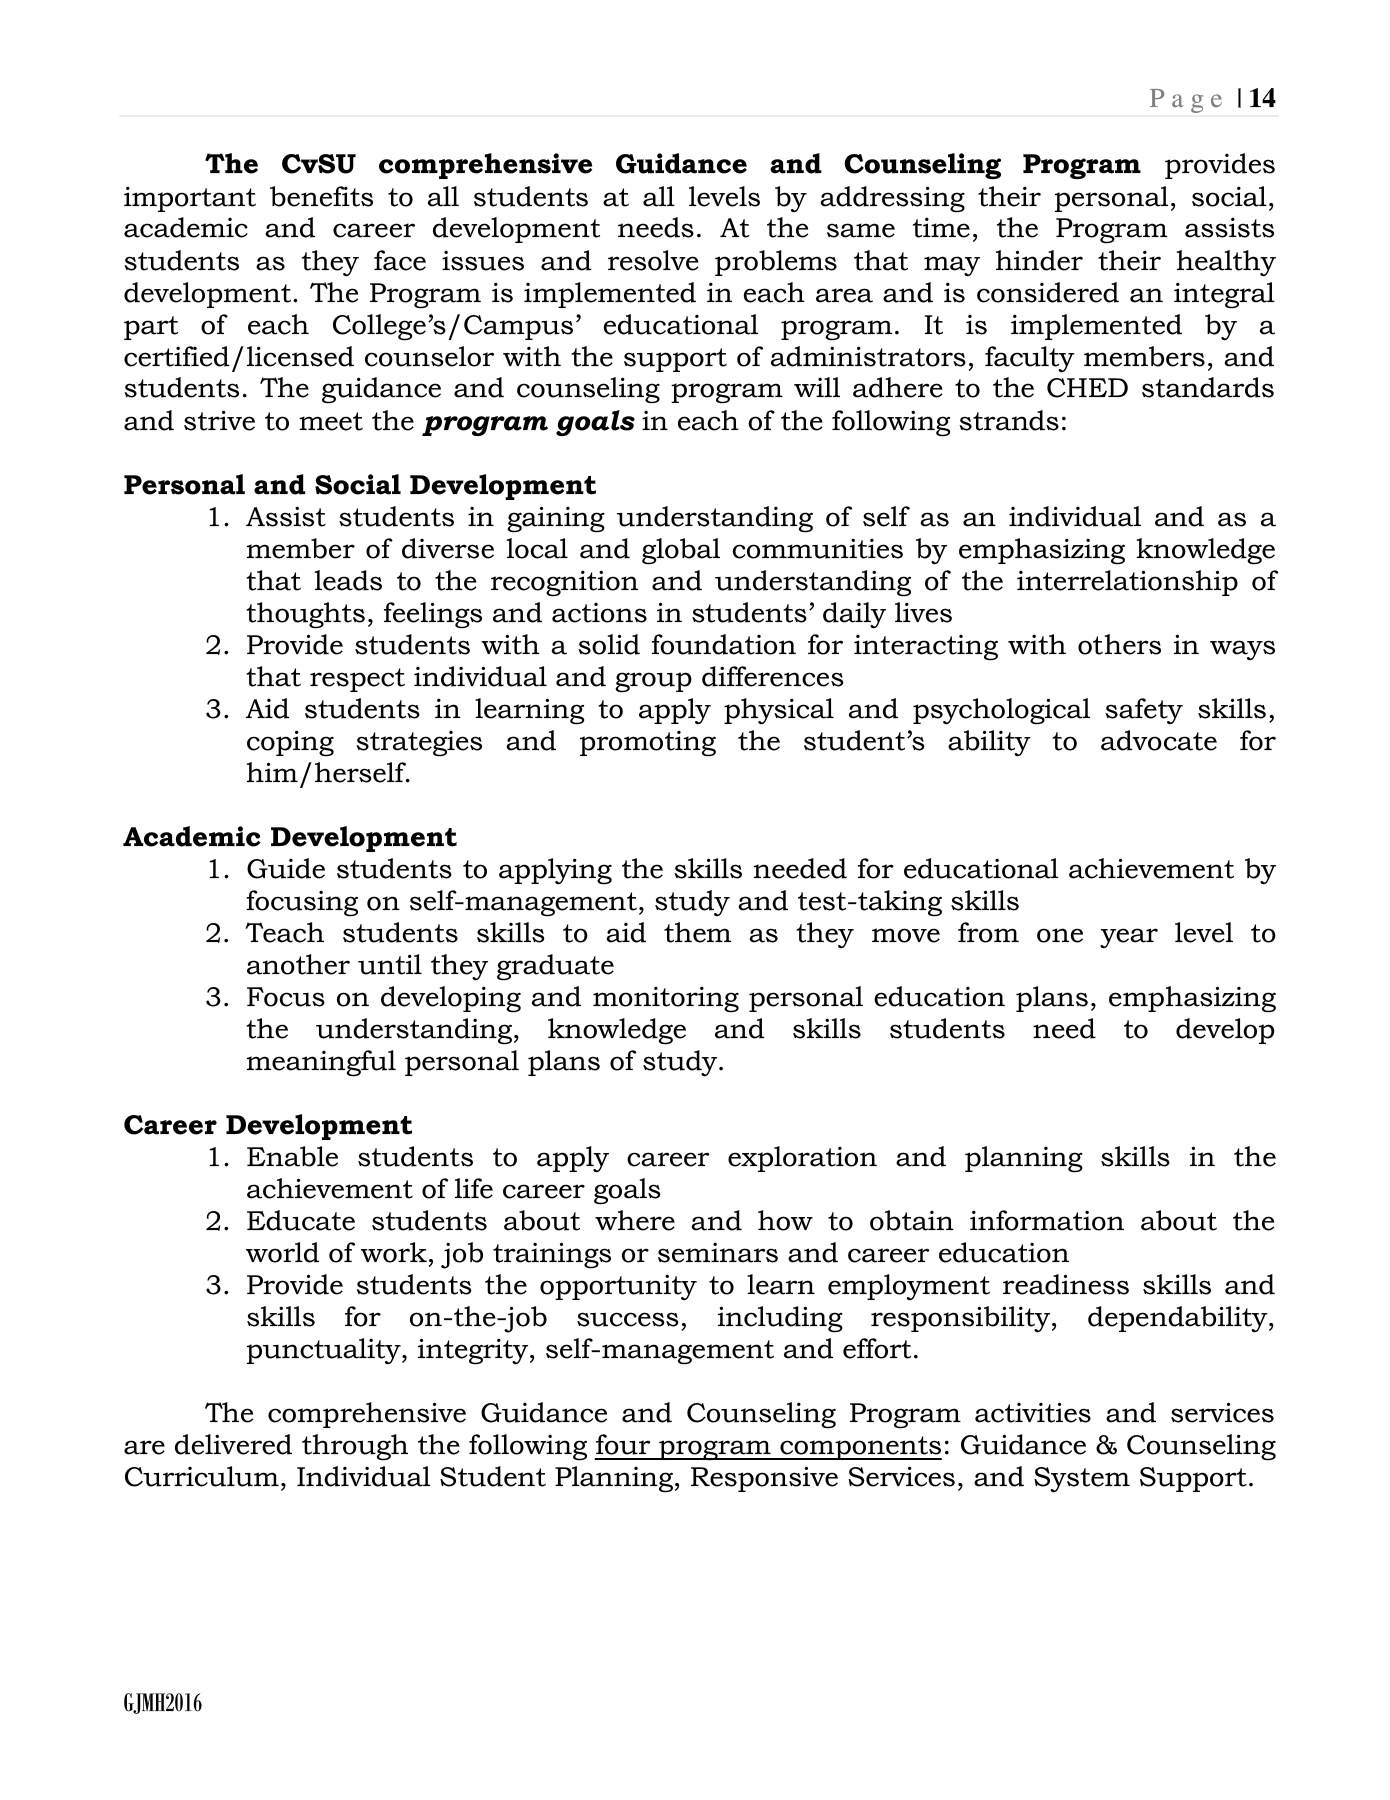 Page | 14
The CvSU comprehensive Guidance and Counseling Program provides
important benefits to all students at all levels by addressing their personal, social,
academic and career development needs. At the same time, the Program assists
students as they face issues and resolve problems that may hinder their healthy
development. The Program is implemented in each area and is considered an integral
part of each College’s/Campus’ educational program. It is implemented by a
certified/licensed counselor with the support of administrators, faculty members, and
students. The guidance and counseling program will adhere to the CHED standards
and strive to meet the program goals in each of the following strands:
Personal and Social Development
1. Assist students in gaining understanding of self as an individual and as a
member of diverse local and global communities by emphasizing knowledge
that leads to the recognition and understanding of the interrelationship of
thoughts, feelings and actions in students’ daily lives
2. Provide students with a solid foundation for interacting with others in ways
that respect individual and group differences
3. Aid students in learning to apply physical and psychological safety skills,
coping strategies and promoting the student’s ability to advocate for
him/herself.
Academic Development
1. Guide students to applying the skills needed for educational achievement by
focusing on self-management, study and test-taking skills
2. Teach students skills to aid them as they move from one year level to
another until they graduate
3. Focus on developing and monitoring personal education plans, emphasizing
the understanding, knowledge and skills students need to develop
meaningful personal plans of study.
Career Development
1. Enable students to apply career exploration and planning skills in the
achievement of life career goals
2. Educate students about where and how to obtain information about the
world of work, job trainings or seminars and career education
3. Provide students the opportunity to learn employment readiness skills and
skills for on-the-job success, including responsibility, dependability,
punctuality, integrity, self-management and effort.
The comprehensive Guidance and Counseling Program activities and services
are delivered through the following four program components: Guidance & Counseling
Curriculum, Individual Student Planning, Responsive Services, and System Support.
GJMH2016